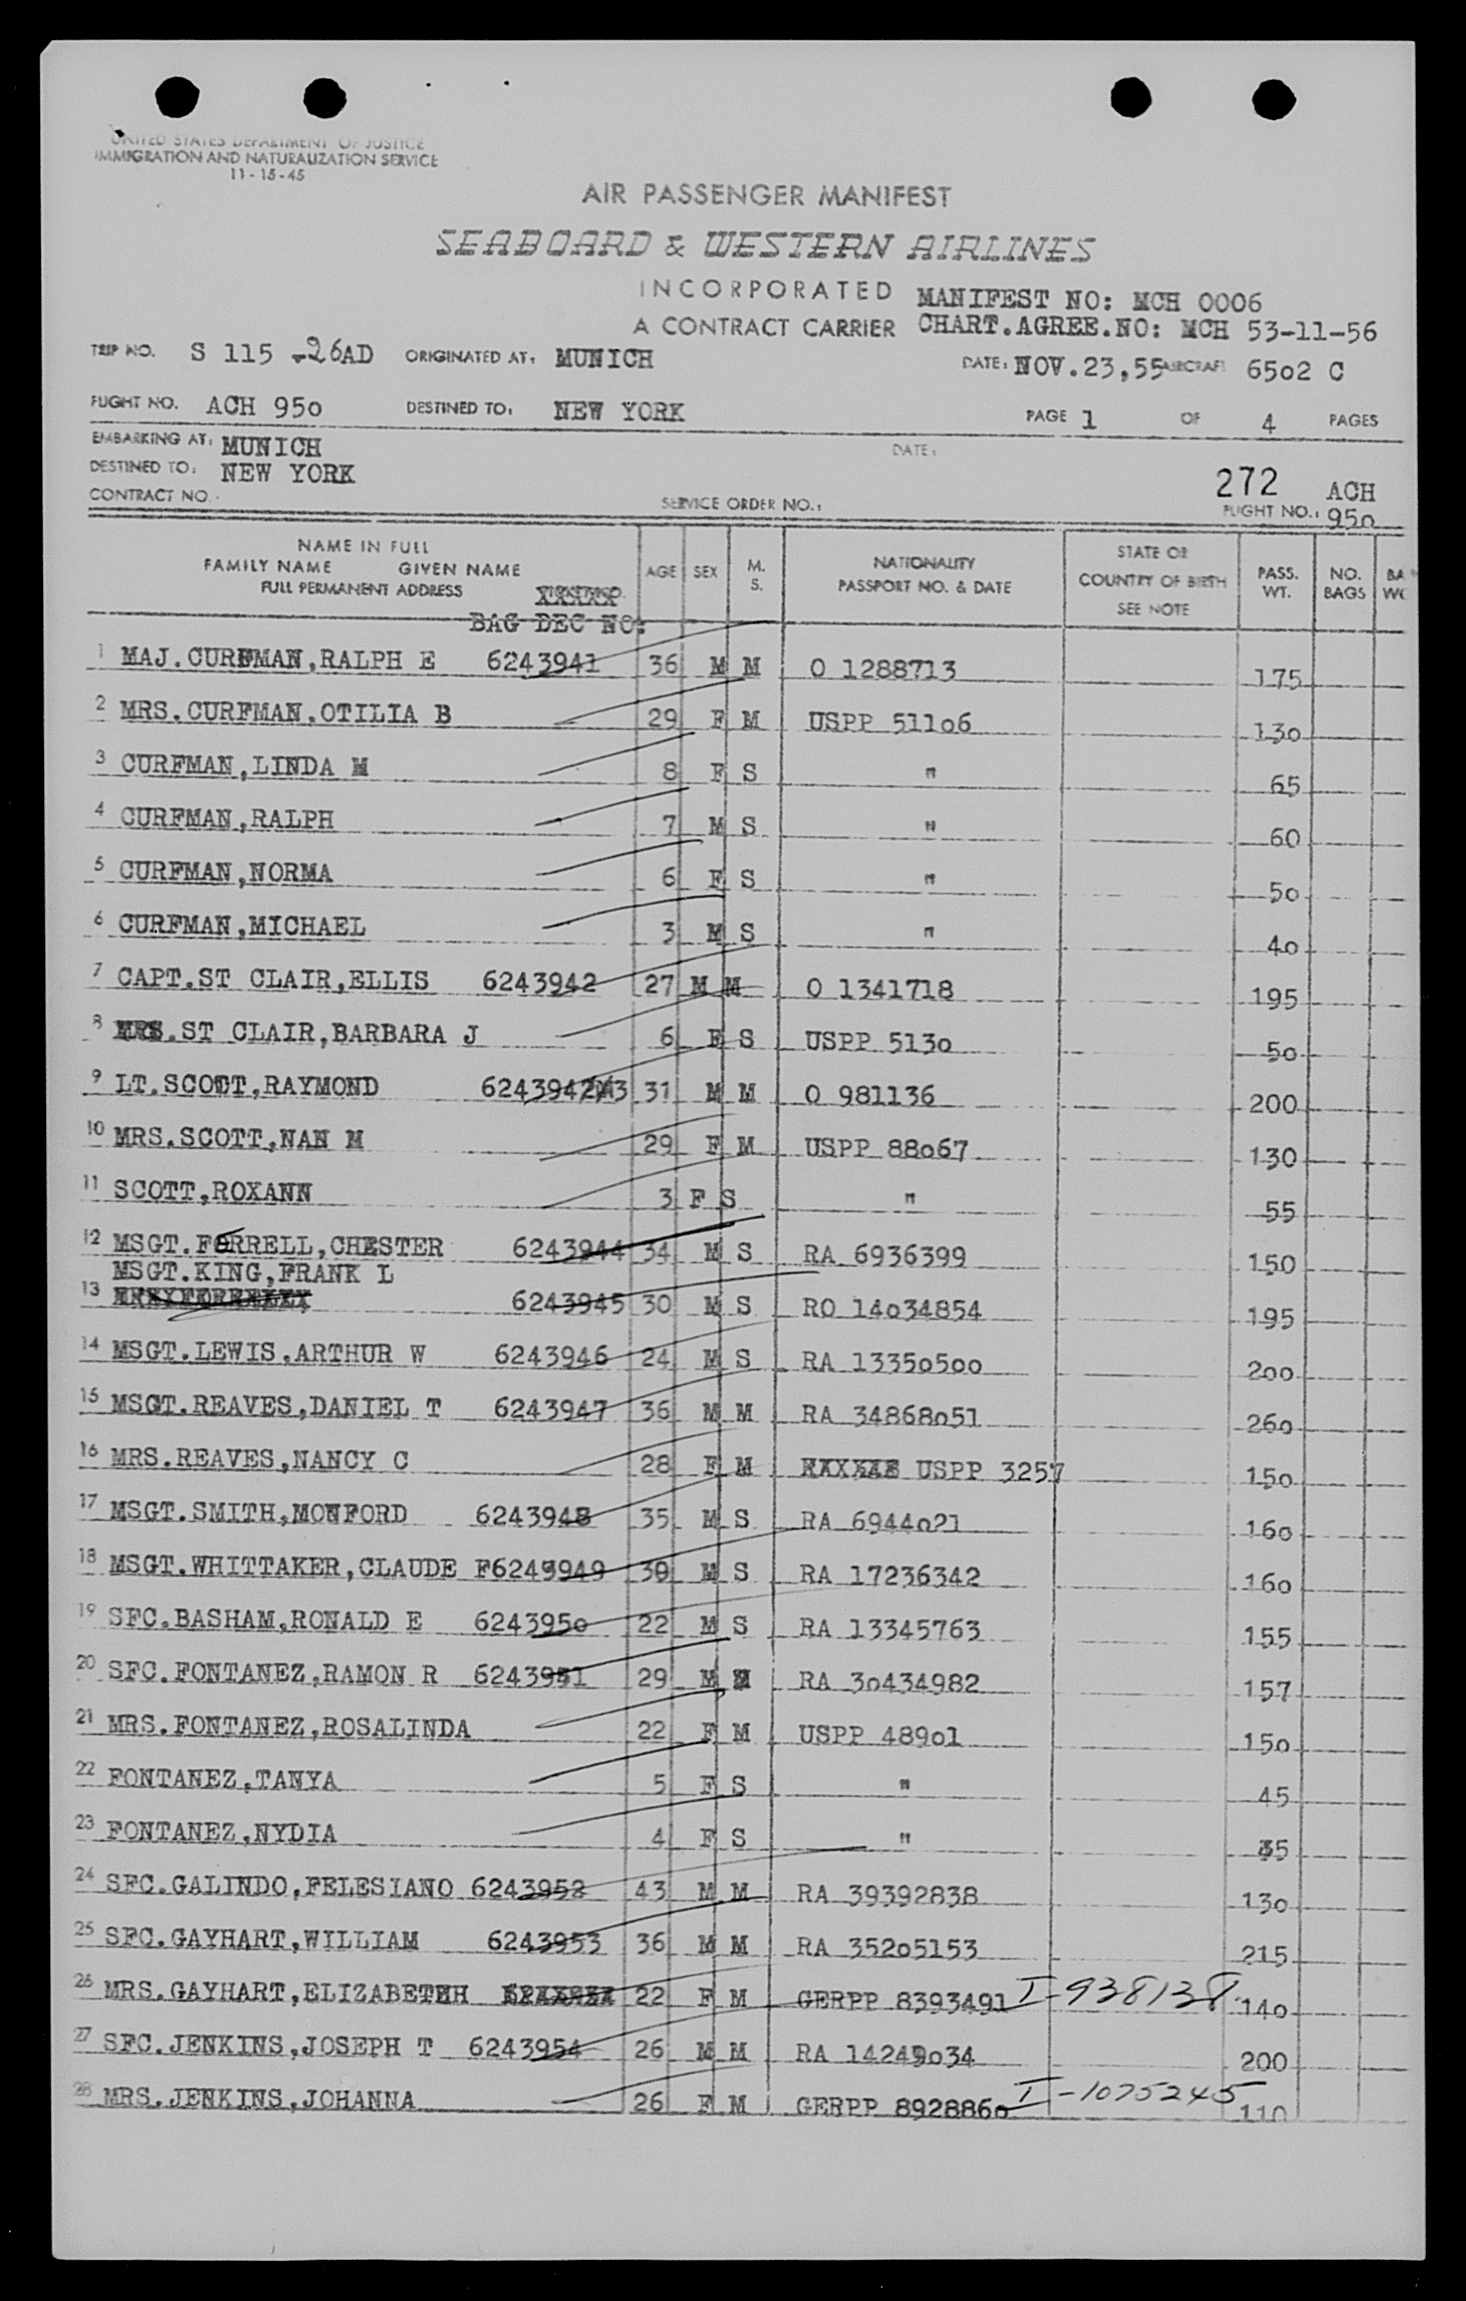 UNITED STATES DEPARTMENT OF JUSTICE
IMMIGRATION AND NATURALIZATION SERVICE
11-15-45
AIR PASSENGER MANIFEST
SEABOARD & WESTERN AIRLINES
INCORPORATED MANIFEST NO: MCH 0006
A CONTRACT CARRIER CHART.AGREE.NO: MCH 53-11-56
TRIP NO. S 115 -26AD ORIGINATED AT: MUNICH DATE: NOV.23,55 AIRCRAFT 6502 C
FLIGHT NO. ACH 950 DESTINED TO: NEW YORK PAGE 1 OF 4 PAGES
EMBARKING AT: MUNICH DATE:
DESTINED TO: NEW YORK 272 ACH
CONTRACT NO. SERVICE ORDER NO.: FLIGHT NO.: 950
NAME IN FULL
FAMILY NAME GIVEN NAME
FULL PERMANENT ADDRESS
BAG DEC NO:
AGE SEX M. S. NATIONALITY PASSPORT NO. & DATE STATE OR COUNTRY OF BIRTH SEE NOTE PASS. WT. NO. BAGS BA WG
1 MAJ.CURFMAN,RALPH E 6243941 36 M M O 1288713 175
2 MRS.CURFMAN,OTILIA B 29 F M USPP 51106 130
3 CURFMAN,LINDA M 8 F S " 65
4 CURFMAN,RALPH 7 M S " 60
5 CURFMAN,NORMA 6 F S " 50
6 CURFMAN,MICHAEL 3 M S " 40
7 CAPT.ST CLAIR,ELLIS 6243942 27 M M O 1341718 195
8 ST CLAIR,BARBARA J 6 F S USPP 5130 50
9 LT.SCOTT,RAYMOND 6243943 31 M M O 981136 200
10 MRS.SCOTT,NAN M 29 F M USPP 88067 130
11 SCOTT,ROXANN 3 F S " 55
12 MSGT.FERRELL,CHESTER 6243944 34 M S RA 6936399 150
MSGT.KING,FRANK L
13 6243945 30 M S RO 14034854 195
14 MSGT.LEWIS,ARTHUR W 6243946 24 M S RA 13350500 200
15 MSGT.REAVES,DANIEL T 6243947 36 M M RA 34868051 260
16 MRS.REAVES,NANCY C 28 F M USPP 3257 150
17 MSGT.SMITH,MONFORD 6243948 35 M S RA 6944021 160
18 MSGT.WHITTAKER,CLAUDE F6243949 30 M S RA 17236342 160
19 SFC.BASHAM,RONALD E 6243950 22 M S RA 13345763 155
20 SFC.FONTANEZ,RAMON R 6243951 29 M M RA 30434982 157
21 MRS.FONTANEZ,ROSALINDA 22 F M USPP 48901 150
22 FONTANEZ,TANYA 5 F S " 45
23 FONTANEZ,NYDIA 4 F S " 35
24 SFC.GALINDO,FELESIANO 6243952 43 M M RA 39392838 130
25 SFC.GAYHART,WILLIAM 6243953 36 M M RA 35205153 215
26 MRS.GAYHART,ELIZABETH 22 F M GERPP 8393491 I-938138 140
27 SFC.JENKINS,JOSEPH T 6243954 26 M M RA 14249034 200
28 MRS.JENKINS,JOHANNA 26 F M GERPP 8928860 I-1075245 110